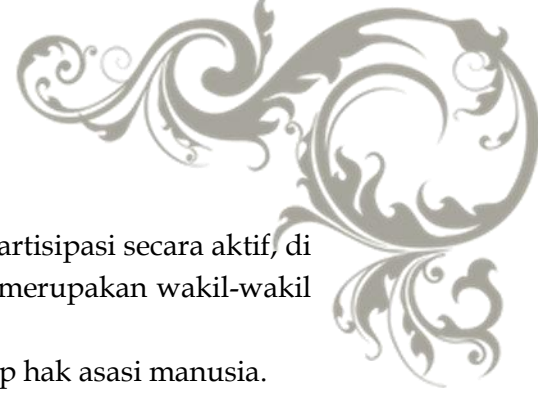 artisipasi secara aktif, di
merupakan wakil-wakil
p hak asasi manusia.